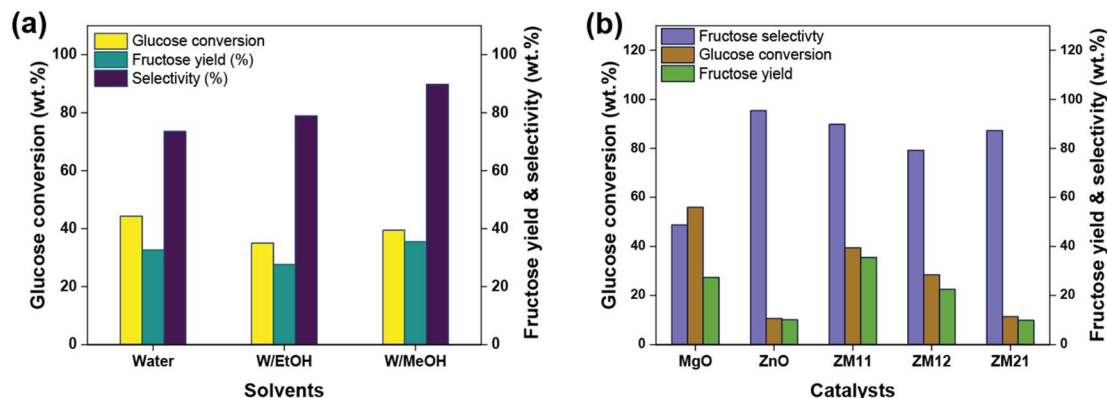 (a)
Glucose conversion
Fructose yield (%)
Selectivity (%)
100
80
60
40
20
0
Glucose conversion (wt.%)
100
80
60
40
20
0
Fructose yield & selectivity (wt.%)
Water W/EtOH W/MeOH
Solvents
(b)
Fructose selectivty
Glucose conversion
Fructose yield
120
100
80
60
40
20
0
Glucose conversion (wt.%)
120
100
80
60
40
20
0
Fructose yield & selectivity (wt.%)
MgO ZnO ZM11 ZM12 ZM21
Catalysts